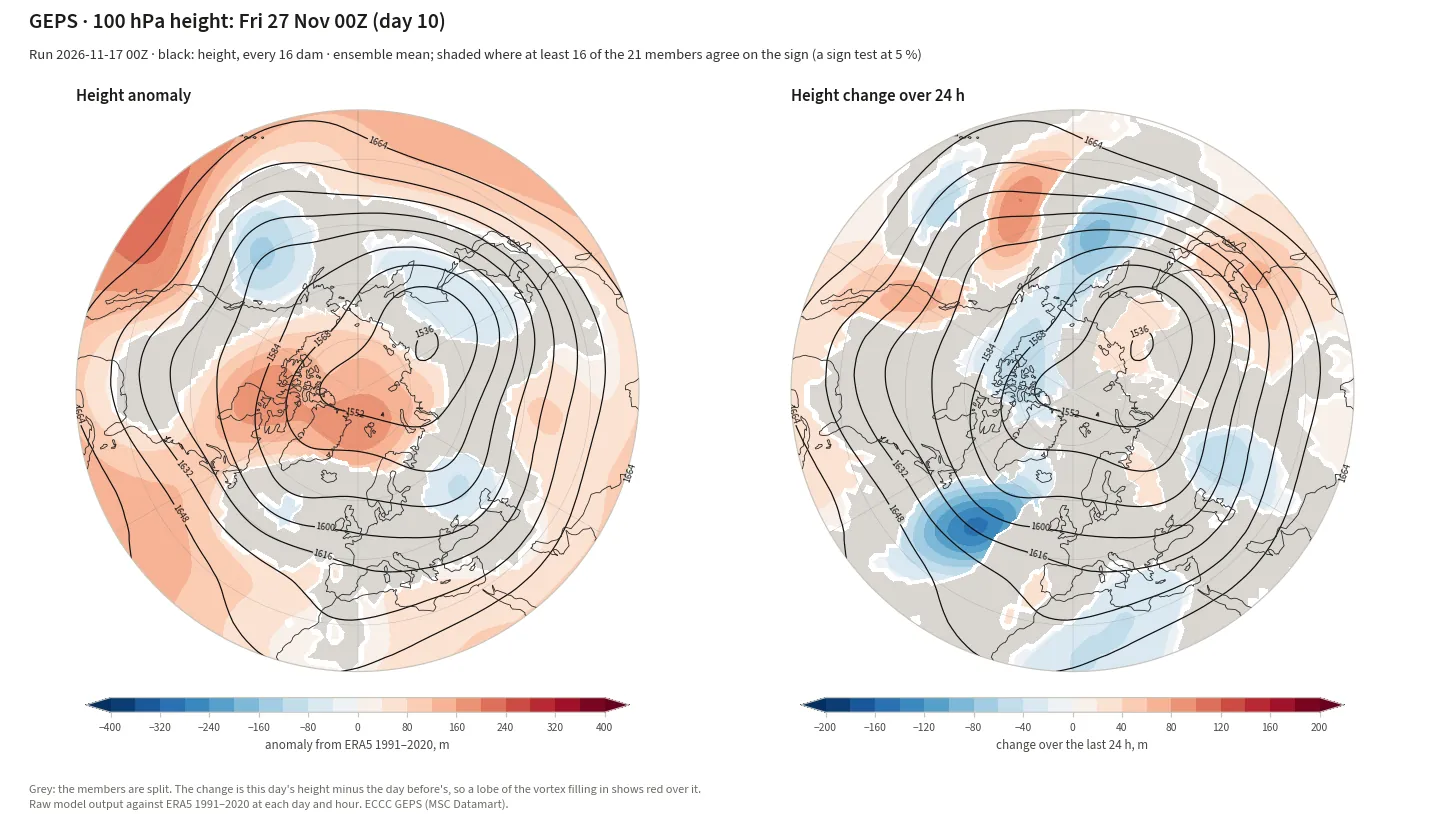 GEPS · 100 hPa height: Fri 27 Nov 00Z (day 10)
Run 2026-11-17 00Z · black: height, every 16 dam · ensemble mean; shaded where at least 16 of the 21 members agree on the sign (a sign test at 5 %)
Height anomaly
Height change over 24 h
1664
1536
1568
1584
1552
1664
1632
1648
1600
1616
1664
1664
1536
1568
1584
1552
1664
1632
1648
1600
1616
1664
−400 −320 −240 −160 −80 0 80 160 240 320 400
anomaly from ERA5 1991–2020, m
−200 −160 −120 −80 −40 0 40 80 120 160 200
change over the last 24 h, m
Grey: the members are split. The change is this day's height minus the day before's, so a lobe of the vortex filling in shows red over it.
Raw model output against ERA5 1991–2020 at each day and hour. ECCC GEPS (MSC Datamart).